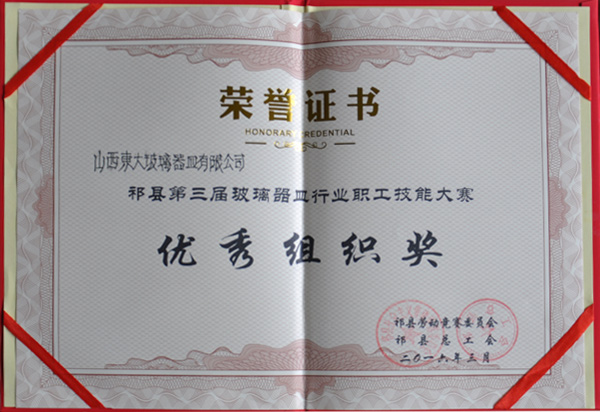 荣誉证书
HONORARY CREDENTIAL
山西東大玻璃器皿有限公司
祁县第三届玻璃器皿行业职工技能大赛
优秀组织奖
祁县劳动竞赛委员会
祁县总工会
二〇一六年三月